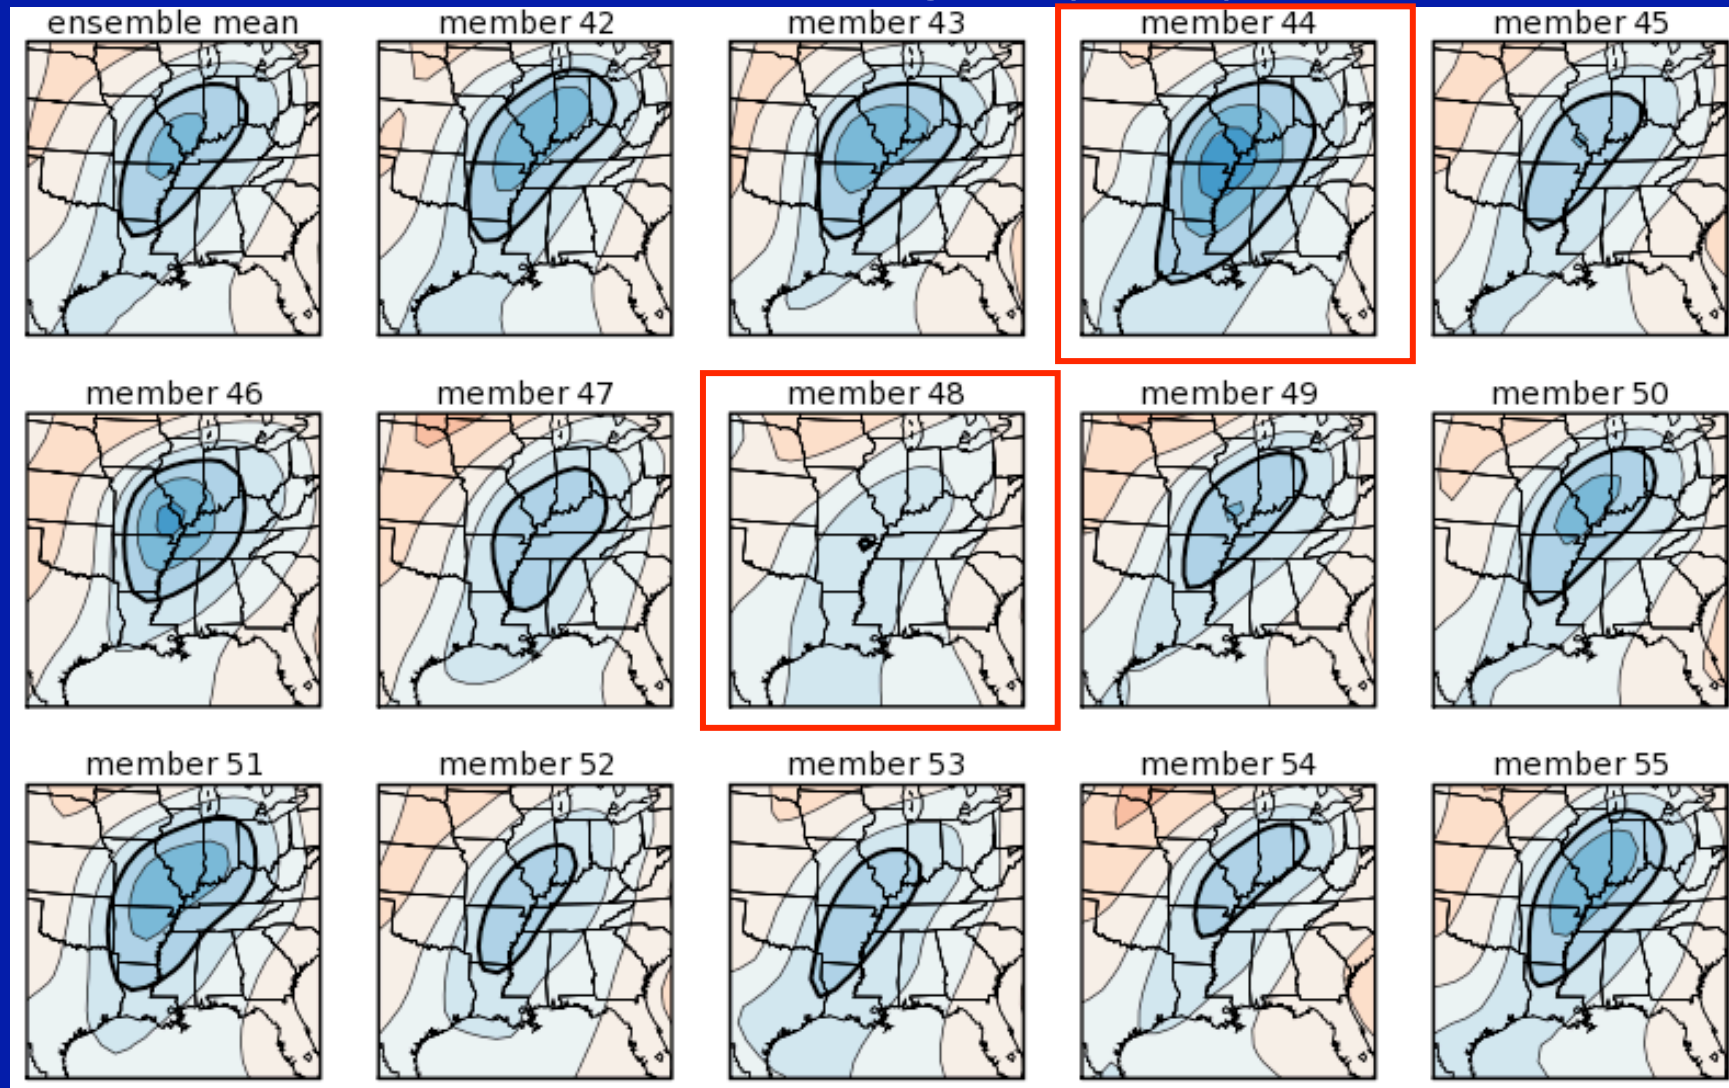 ensemble mean
member 42
member 43
member 44
member 45
member 46
member 47
member 48
member 49
member 50
member 51
member 52
member 53
member 54
member 55